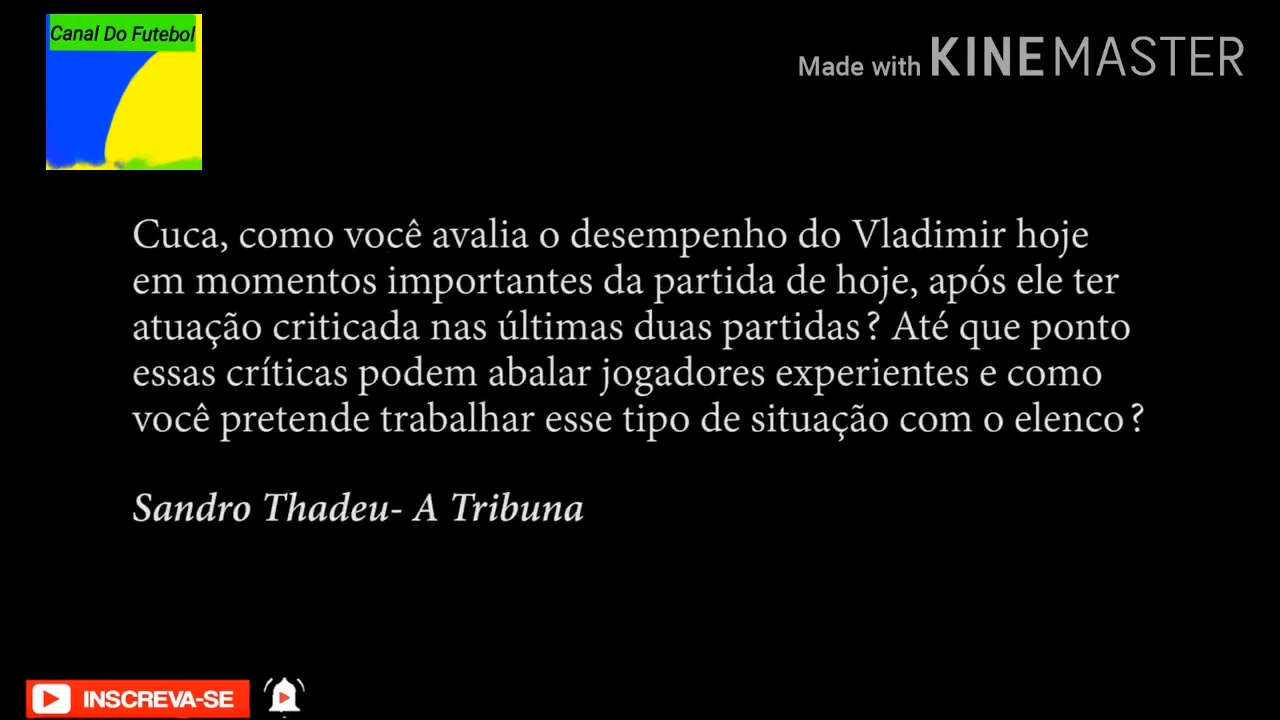 Canal Do Futebol
Made with KINEMASTER
Cuca, como você avalia o desempenho do Vladimir hoje
em momentos importantes da partida de hoje, após ele ter
atuação criticada nas últimas duas partidas? Até que ponto
essas críticas podem abalar jogadores experientes e como
você pretende trabalhar esse tipo de situação com o elenco?
Sandro Thadeu- A Tribuna
INSCREVA-SE